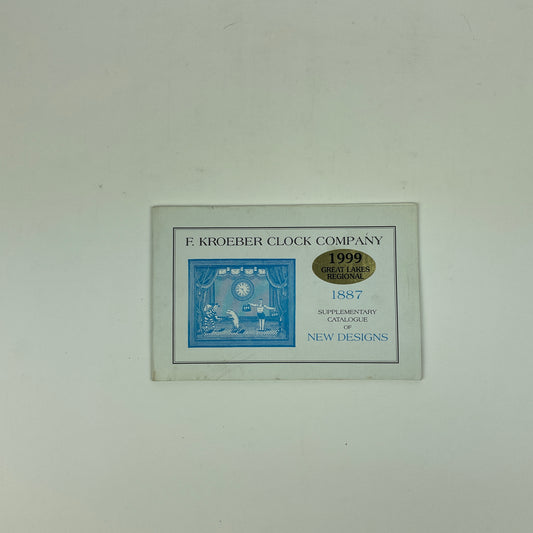 F. KROEBER CLOCK COMPANY
1999
GREAT LAKES
REGIONAL
1887
SUPPLEMENTARY
CATALOGUE
OF
NEW DESIGNS